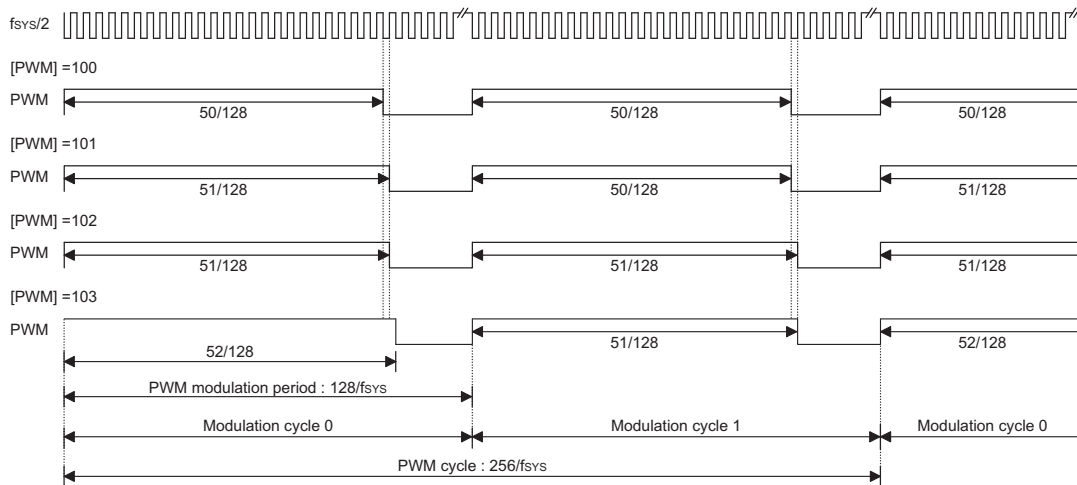 fSYS/2
[PWM] =100
PWM
50/128 50/128 50/128
[PWM] =101
PWM
51/128 50/128 51/128
[PWM] =102
PWM
51/128 51/128 51/128
[PWM] =103
PWM
52/128 51/128 52/128
PWM modulation period : 128/fSYS
Modulation cycle 0 Modulation cycle 1 Modulation cycle 0
PWM cycle : 256/fSYS